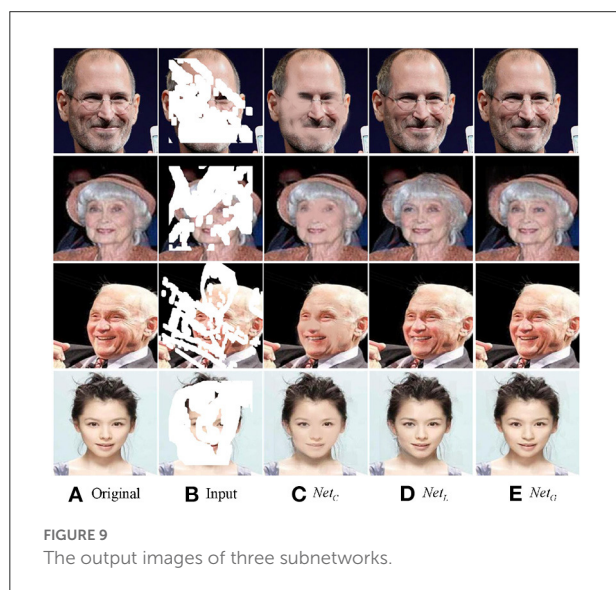 A Original B Input C Net_C D Net_L E Net_G
FIGURE 9
The output images of three subnetworks.